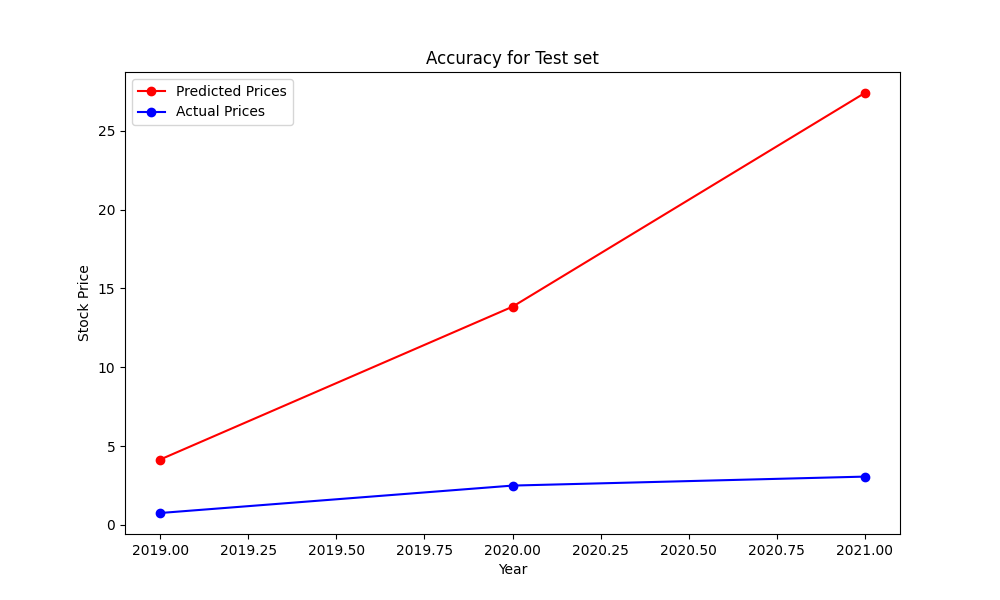 Accuracy for Test set
Predicted Prices
Actual Prices
25
20
15
10
5
0
Stock Price
2019.00 2019.25 2019.50 2019.75 2020.00 2020.25 2020.50 2020.75 2021.00
Year